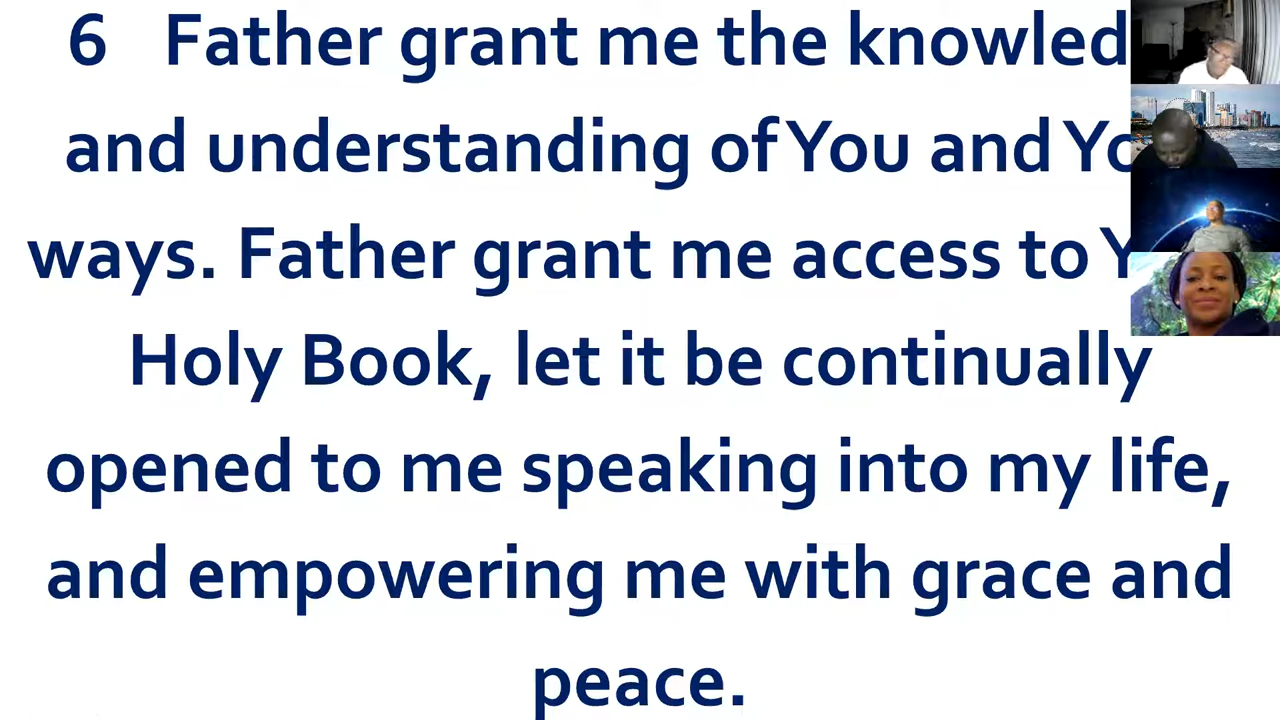 6 Father grant me the
and understanding of You and
ways. Father grant me access to
Holy Book, let it be continually
opened to me speaking into my life,
and empowering me with grace and
peace.